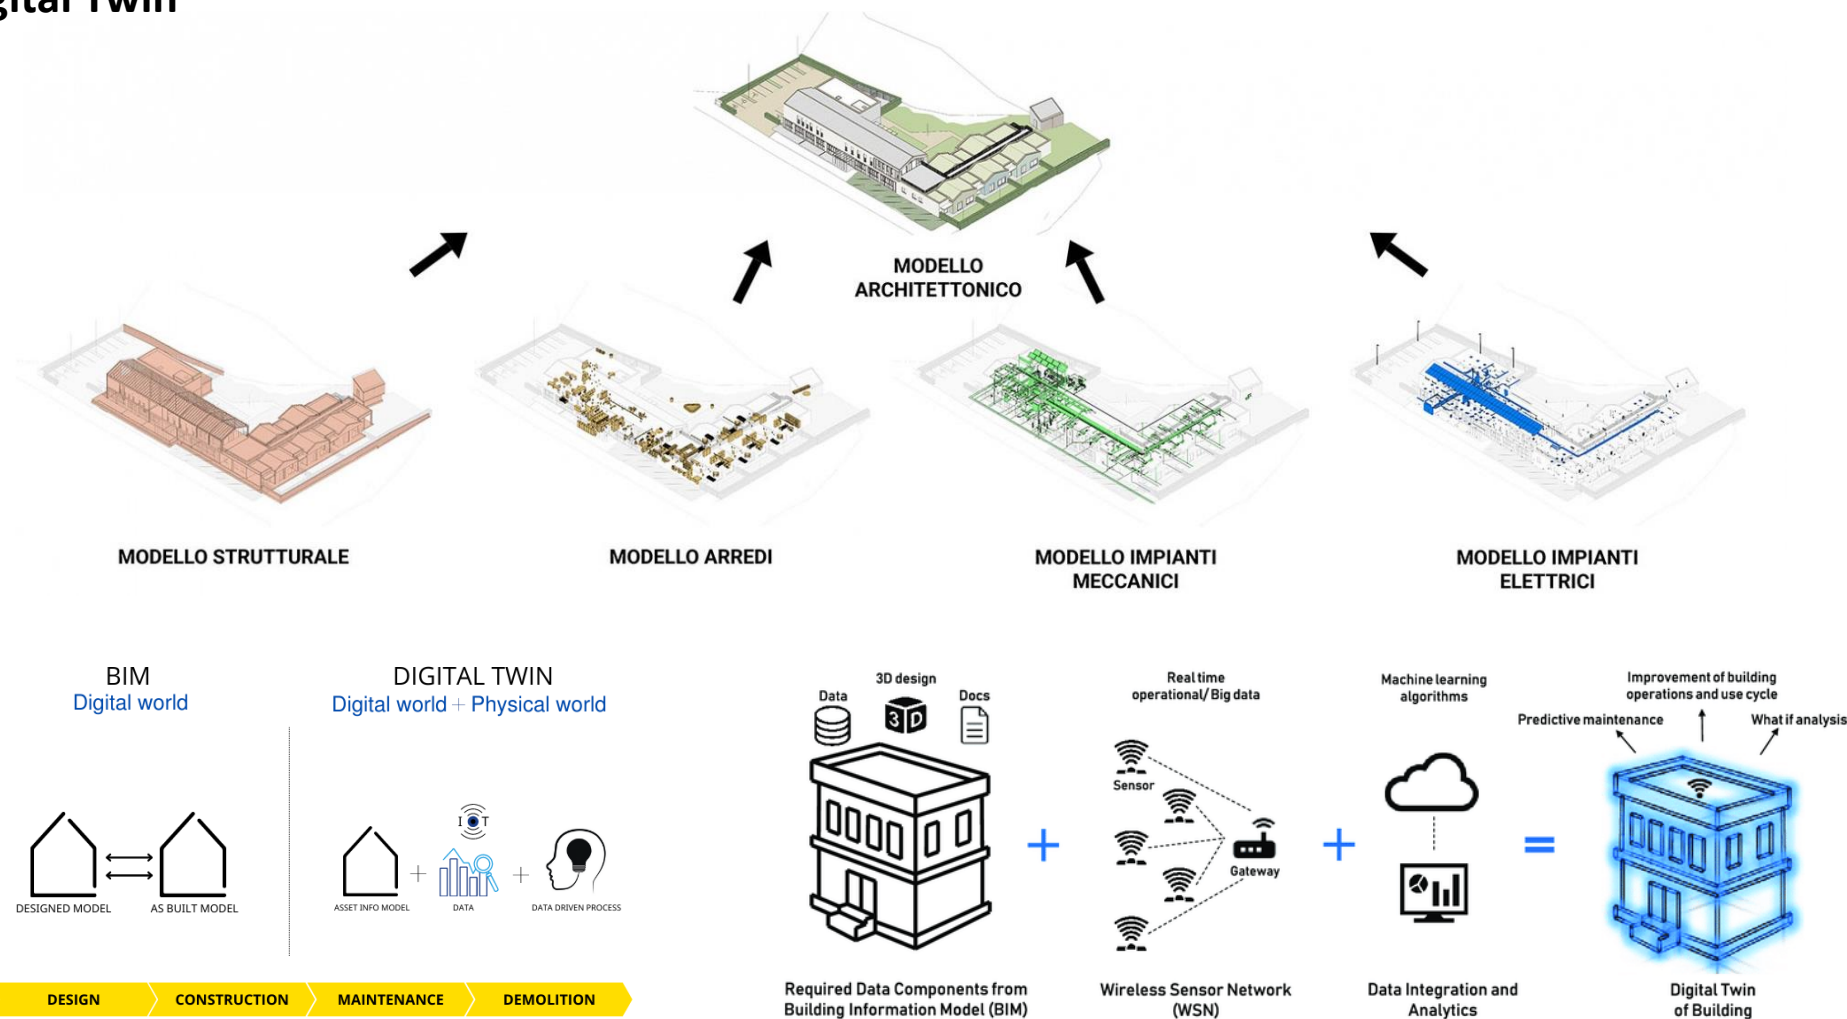 gital Twin
MODELLO
ARCHITETTONICO
MODELLO STRUTTURALE
MODELLO ARREDI
MODELLO IMPIANTI
MECCANICI
MODELLO IMPIANTI
ELETTRICI
BIM
Digital world
DESIGNED MODEL
AS BUILT MODEL
DIGITAL TWIN
Digital world + Physical world
IOT
ASSET INFO MODEL
+
DATA
+
DATA DRIVEN PROCESS
DESIGN
CONSTRUCTION
MAINTENANCE
DEMOLITION
Data
3D design
3D
Docs
Required Data Components from
Building Information Model (BIM)
+
Real time
operational/ Big data
Sensor
Gateway
Wireless Sensor Network
(WSN)
+
Machine learning
algorithms
Data Integration and
Analytics
=
Improvement of building
operations and use cycle
Predictive maintenance
What if analysis
Digital Twin
of Building